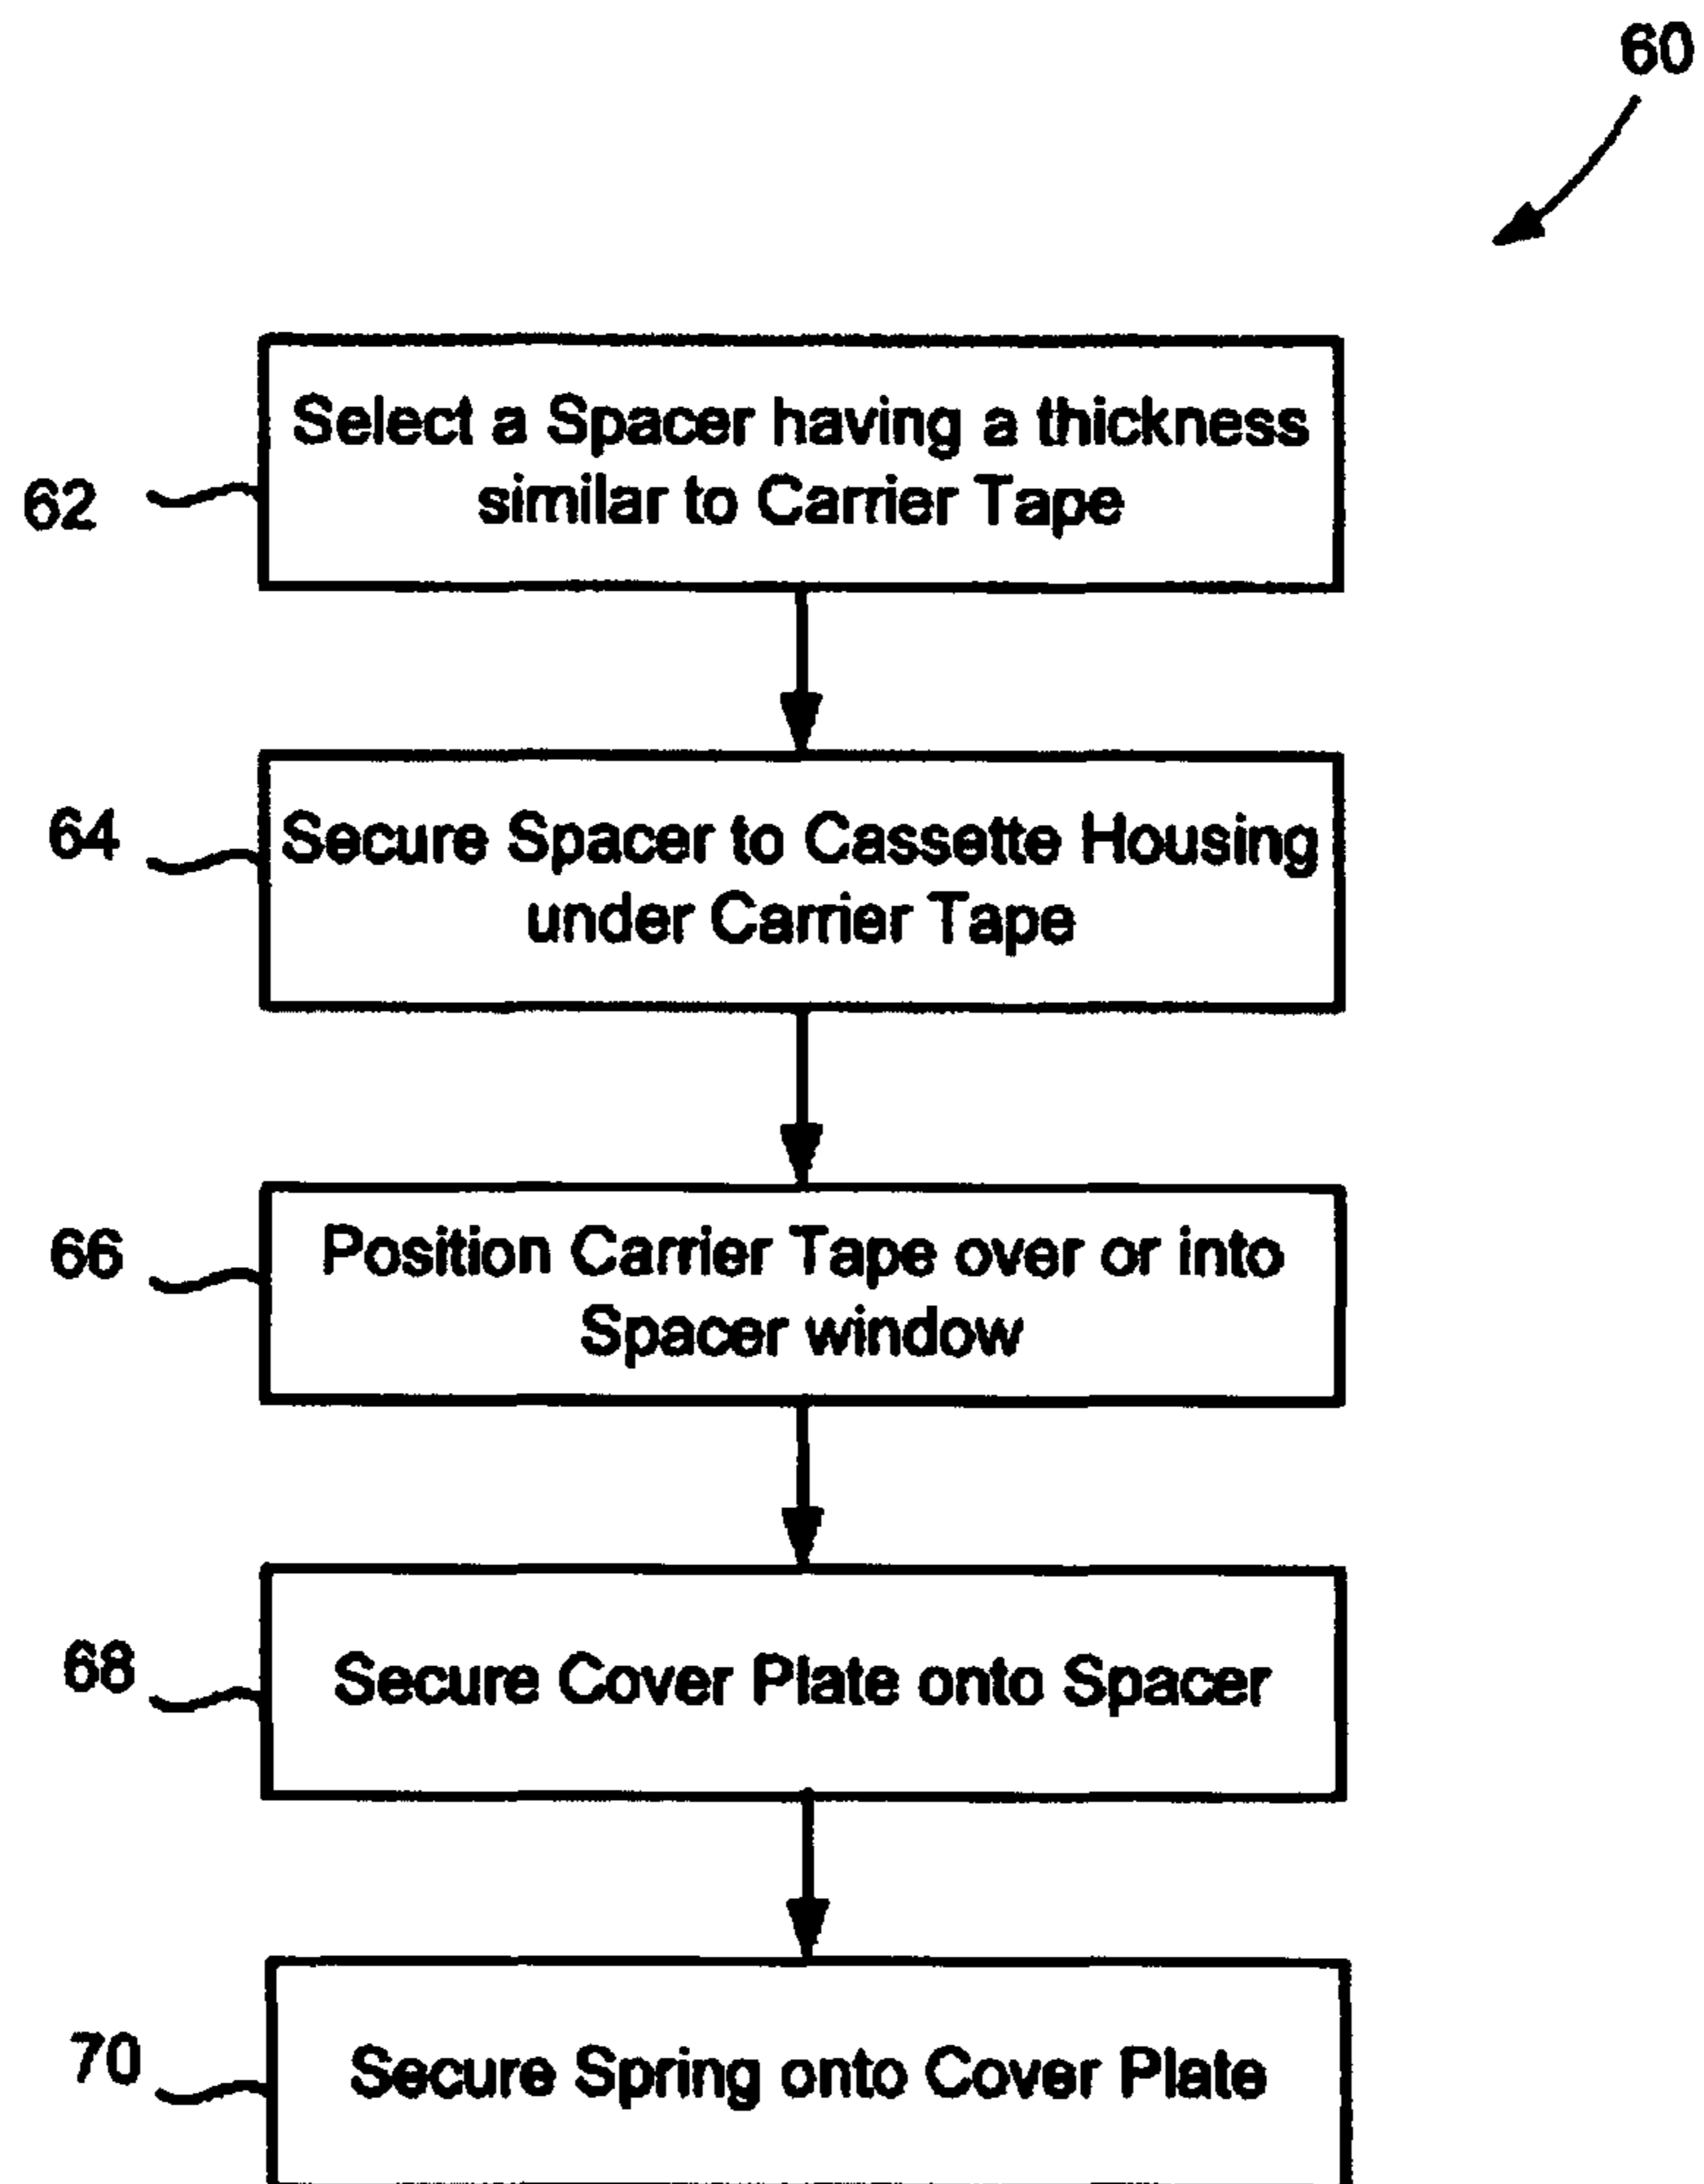 60
Select a Spacer having a thickness
similar to Carrier Tape
62
64
Secure Spacer to Cassette Housing
under Carrier Tape
66
Position Carrier Tape over or into
Spacer window
68
Secure Cover Plate onto Spacer
70
Secure Spring onto Cover Plate